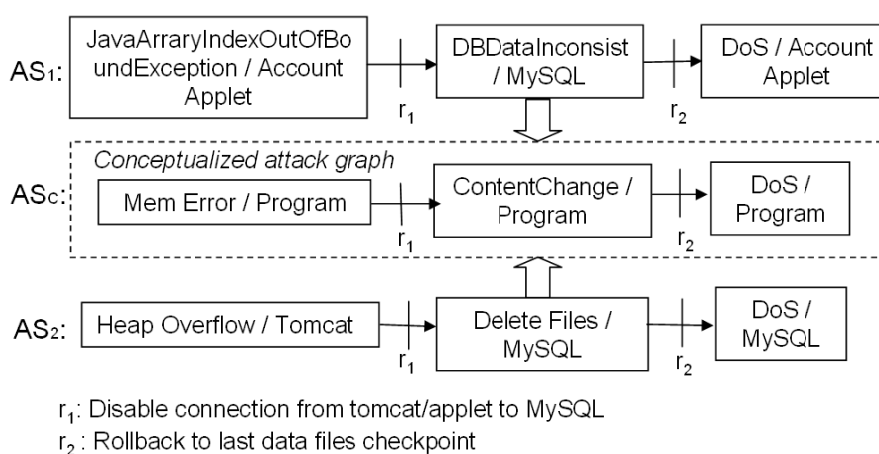 AS1:
JavaArraryIndexOutOfBo
undException / Account
Applet
r1
DBDataInconsist
/ MySQL
r2
DoS / Account
Applet
Conceptualized attack graph
ASC:
Mem Error / Program
r1
ContentChange /
Program
r2
DoS /
Program
AS2:
Heap Overflow / Tomcat
r1
Delete Files /
MySQL
r2
DoS /
MySQL
r1: Disable connection from tomcat/applet to MySQL
r2 : Rollback to last data files checkpoint